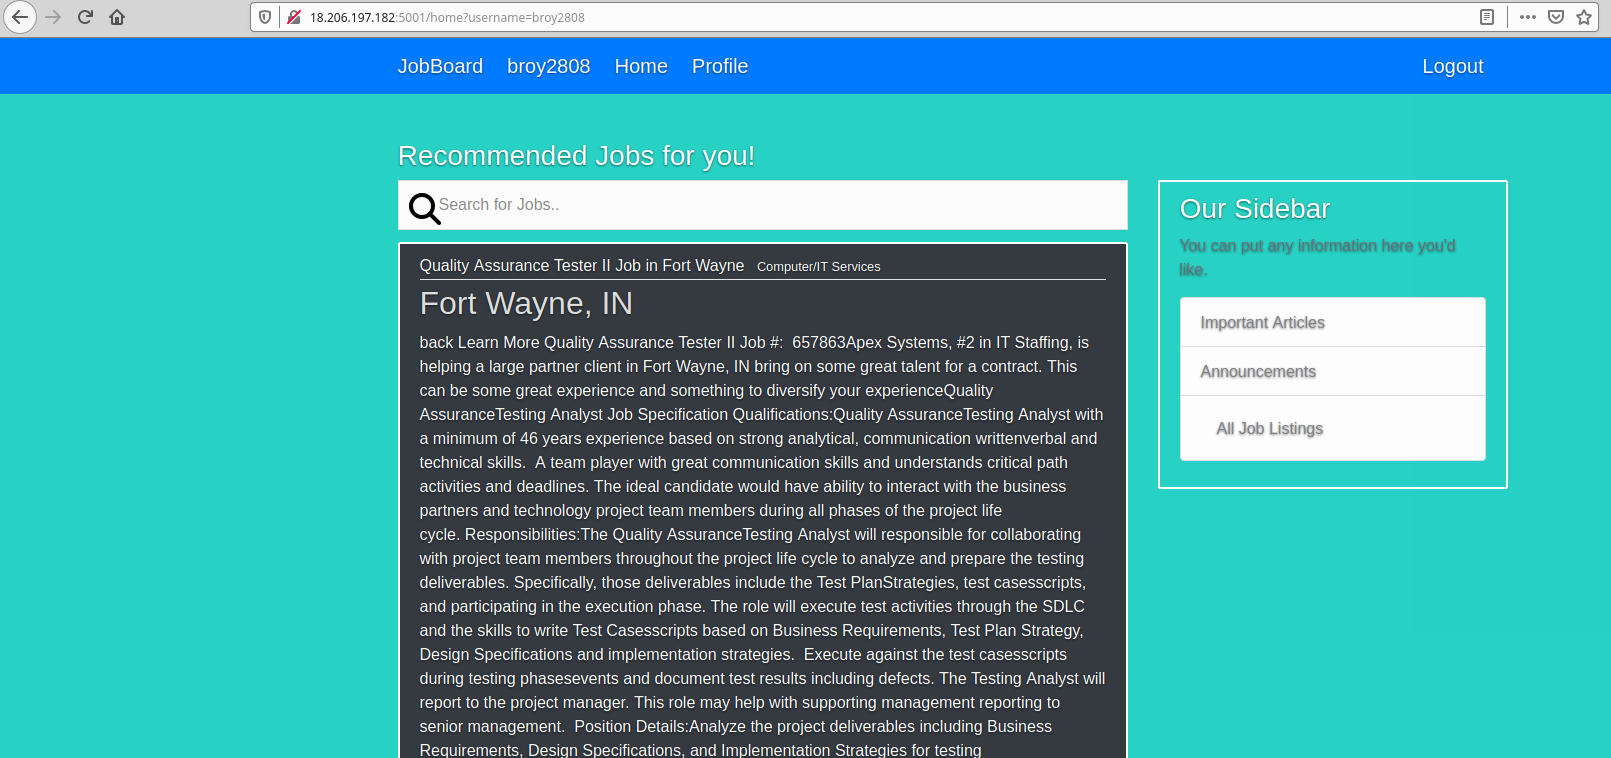 18.206.197.182:5001/home?username=broy2808
JobBoard broy2808 Home Profile Logout
Recommended Jobs for you!
Search for Jobs..
Quality Assurance Tester II Job in Fort Wayne Computer/IT Services
Fort Wayne, IN
back Learn More Quality Assurance Tester II Job #:  657863Apex Systems, #2 in IT Staffing, is
helping a large partner client in Fort Wayne, IN bring on some great talent for a contract. This
can be some great experience and something to diversify your experienceQuality
AssuranceTesting Analyst Job Specification Qualifications:Quality AssuranceTesting Analyst with
a minimum of 46 years experience based on strong analytical, communication writtenverbal and
technical skills.  A team player with great communication skills and understands critical path
activities and deadlines. The ideal candidate would have ability to interact with the business
partners and technology project team members during all phases of the project life
cycle. Responsibilities:The Quality AssuranceTesting Analyst will responsible for collaborating
with project team members throughout the project life cycle to analyze and prepare the testing
deliverables. Specifically, those deliverables include the Test PlanStrategies, test casesscripts,
and participating in the execution phase. The role will execute test activities through the SDLC
and the skills to write Test Casesscripts based on Business Requirements, Test Plan Strategy,
Design Specifications and implementation strategies.  Execute against the test casesscripts
during testing phasesevents and document test results including defects. The Testing Analyst will
report to the project manager. This role may help with supporting management reporting to
senior management.  Position Details:Analyze the project deliverables including Business
Requirements, Design Specifications, and Implementation Strategies for testing
Our Sidebar
You can put any information here you'd
like.
Important Articles
Announcements
All Job Listings